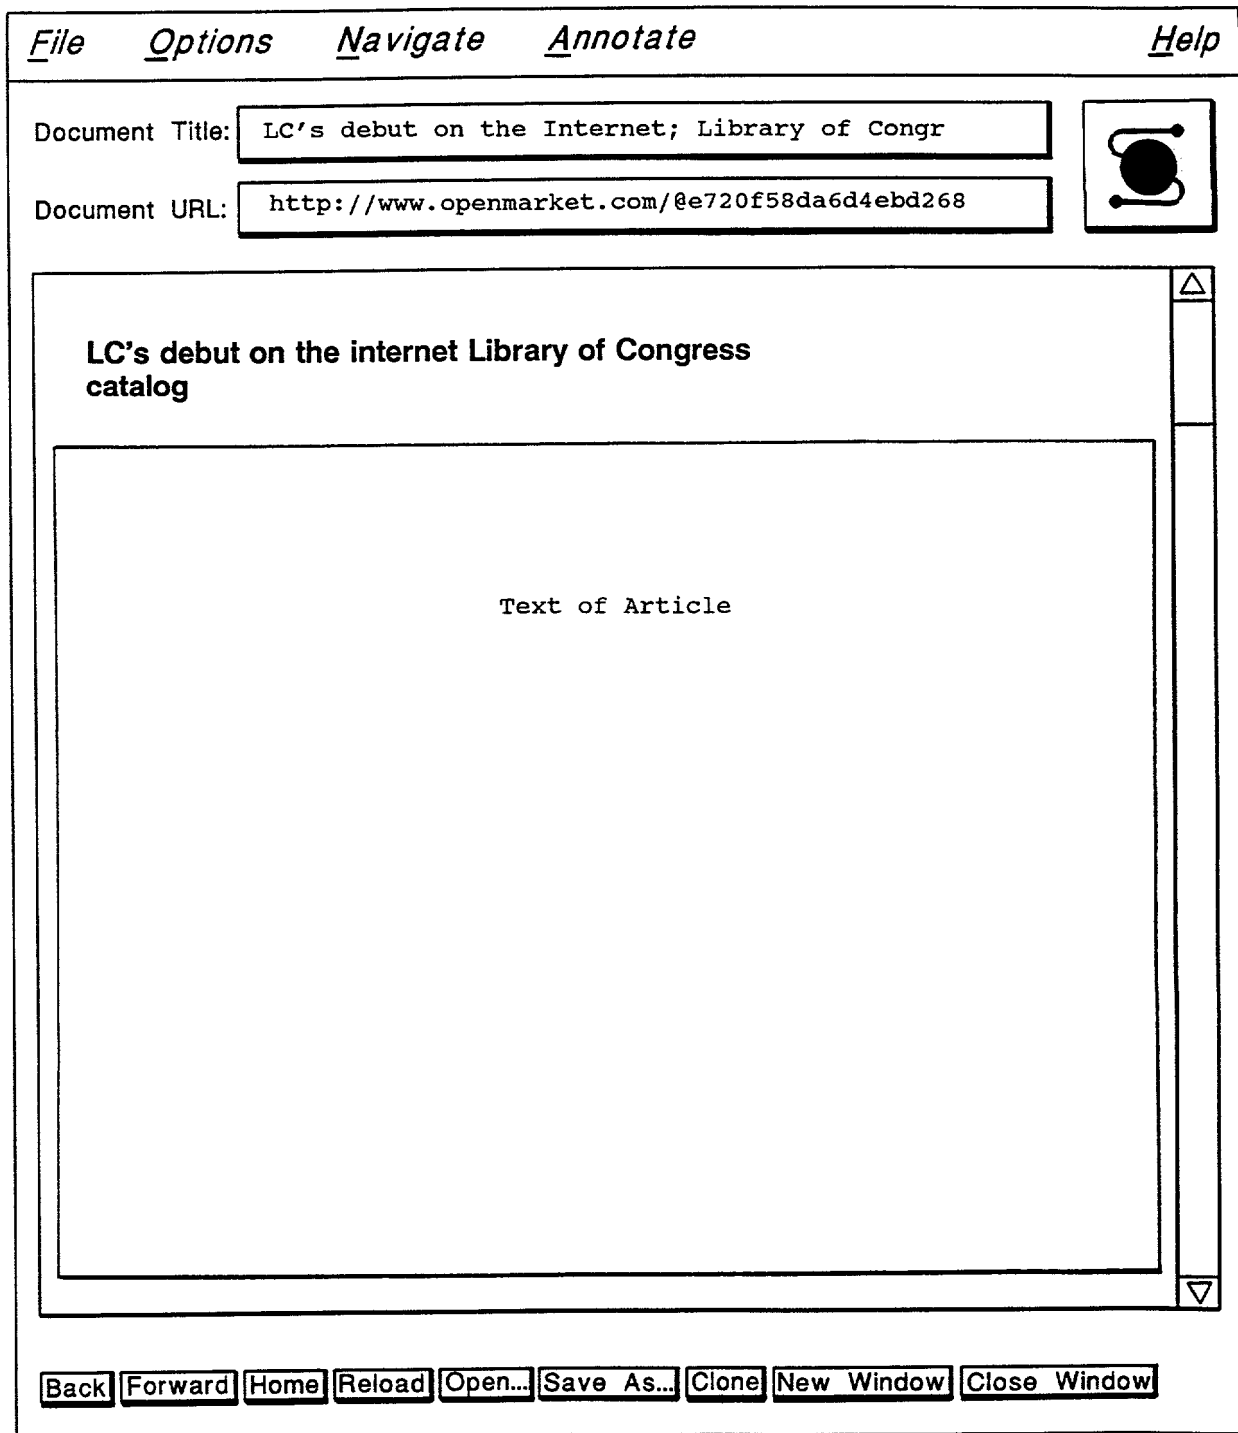 File Options Navigate Annotate Help
Document Title: LC's debut on the Internet; Library of Congr
Document URL: http://www.openmarket.com/@e720f58da6d4ebd268
LC's debut on the internet Library of Congress
catalog
Text of Article
Back Forward Home Reload Open... Save As... Clone New Window Close Window